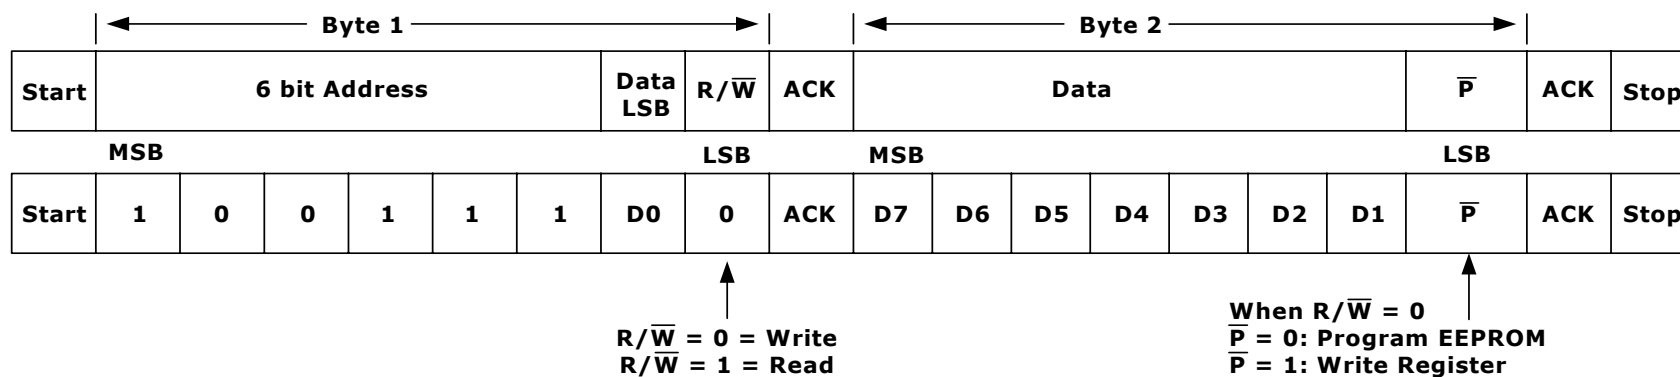 Byte 1 Byte 2
Start 6 bit Address Data LSB R/W̅ ACK Data P̅ ACK Stop
MSB LSB MSB LSB
Start 1 0 0 1 1 1 D0 0 ACK D7 D6 D5 D4 D3 D2 D1 P̅ ACK Stop
R/W̅ = 0 = Write
R/W̅ = 1 = Read
When R/W̅ = 0
P̅ = 0: Program EEPROM
P̅ = 1: Write Register